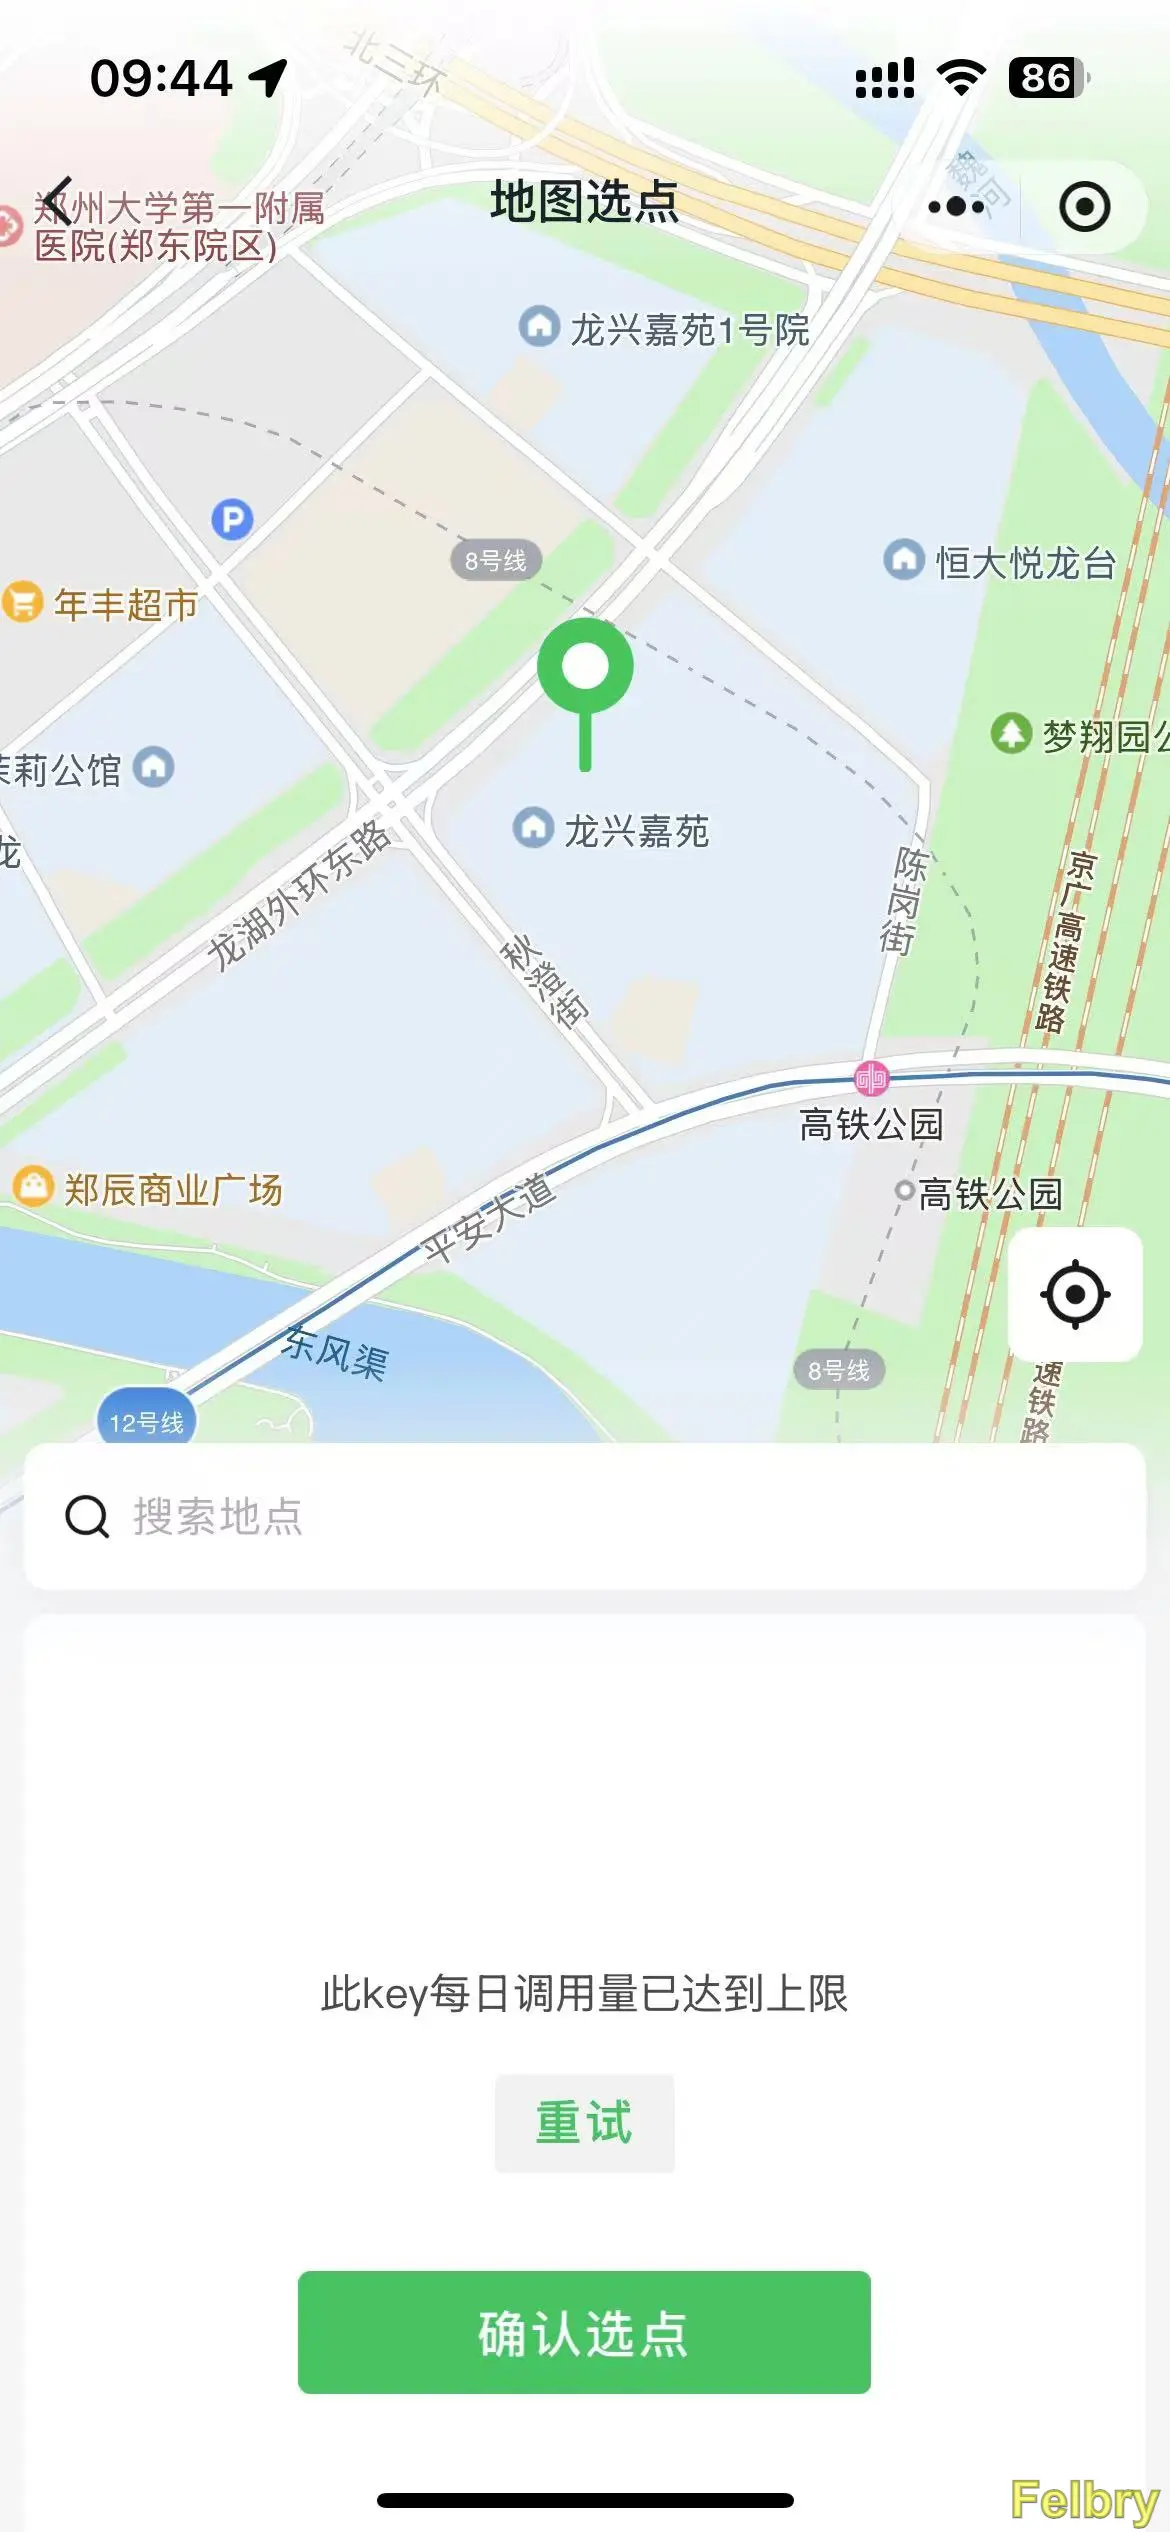 09:44
86
北三环
魏河
地图选点
郑州大学第一附属
医院(郑东院区)
龙兴嘉苑1号院
P
8号线
恒大悦龙台
年丰超市
梦翔园
莉公馆
龙兴嘉苑
龙
龙湖外环东路
陈岗街
京广高速铁路
秋澄街
高铁公园
郑辰商业广场
高铁公园
平安大道
东风渠
8号线
速铁路
12号线
搜索地点
此key每日调用量已达到上限
重试
确认选点
Felbry